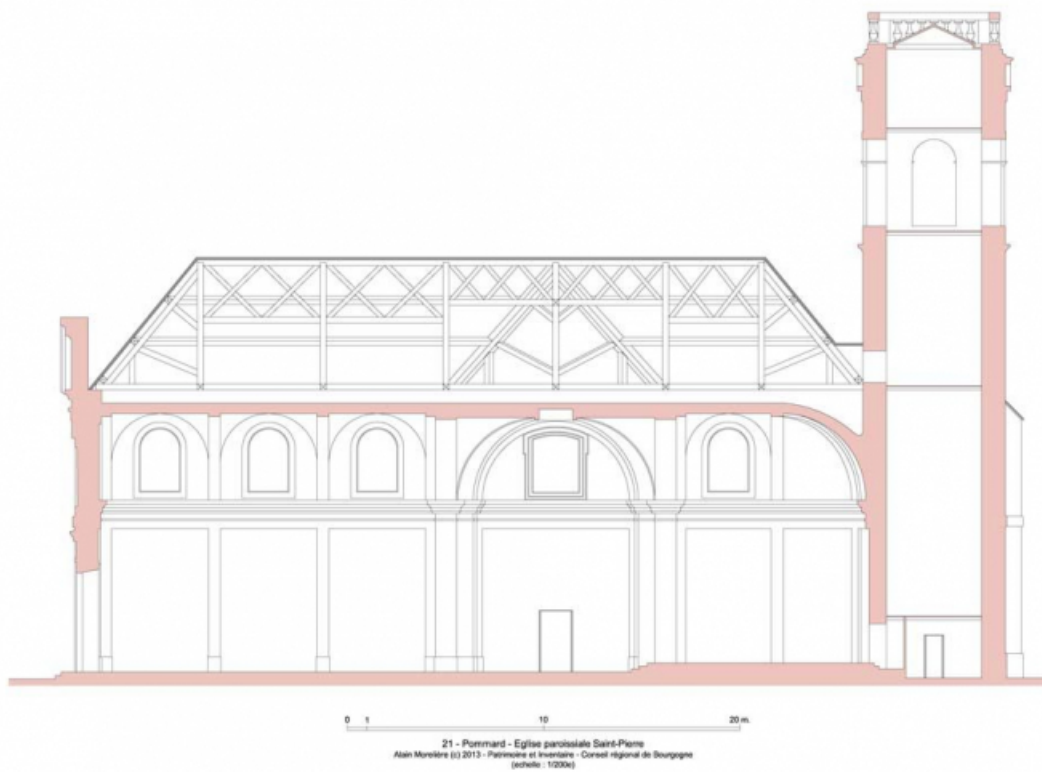 0 1 10 20 m.
21 - Pommard - Eglise paroissiale Saint-Pierre
Alain Morelière (c) 2013 - Patrimoine et Inventaire - Conseil régional de Bourgogne
(echelle : 1/200e)